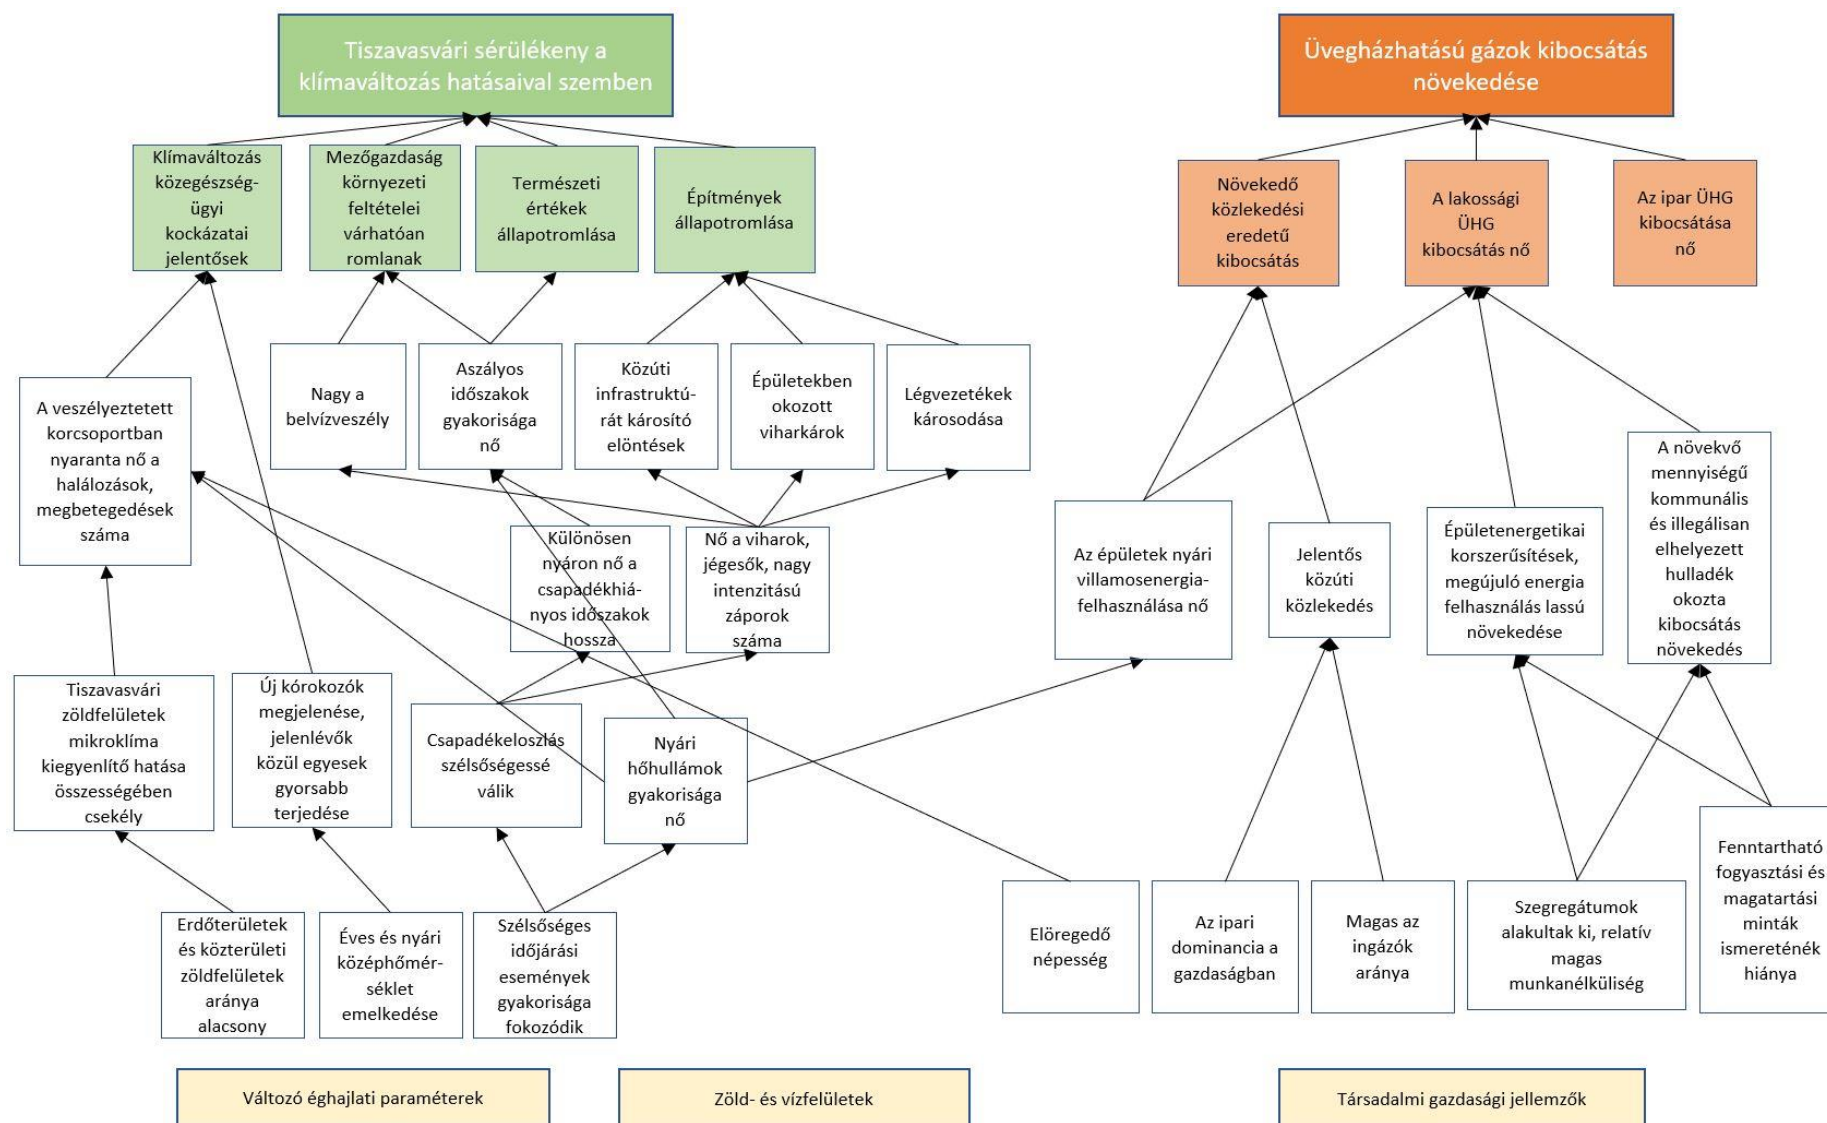 Tiszavasvári sérülékeny a
klímaváltozás hatásaival szemben
Üvegházhatású gázok kibocsátás
növekedése
Klímaváltozás
közegészség-
ügyi
kockázatai
jelentősek
Mezőgazdaság
környezeti
feltételei
várhatóan
romlanak
Természeti
értékek
állapotromlása
Építmények
állapotromlása
Növekedő
közlekedési
eredetű
kibocsátás
A lakossági
ÜHG
kibocsátás nő
Az ipar ÜHG
kibocsátása
nő
A veszélyeztetett
korcsoportban
nyaranta nő a
halálozások,
megbetegedések
száma
Nagy a
belvízveszély
Aszályos
időszakok
gyakorisága
nő
Közúti
infrastruktú-
rát károsító
elöntések
Épületekben
okozott
viharkárok
Légvezetékek
károsodása
Különösen
nyáron nő a
csapadékhiá-
nyos időszakok
hossza
Nő a viharok,
jégesők, nagy
intenzitású
záporok
száma
Az épületek nyári
villamosenergia-
felhasználása nő
Jelentős
közúti
közlekedés
Épületenergetikai
korszerűsítések,
megújuló energia
felhasználás lassú
növekedése
A növekvő
mennyiségű
kommunális
és illegálisan
elhelyezett
hulladék
okozta
kibocsátás
növekedés
Tiszavasvári
zöldfelületek
mikroklíma
kiegyenlítő hatása
összességében
csekély
Új kórokozók
megjelenése,
jelenlévők
közül egyesek
gyorsabb
terjedése
Csapadékeloszlás
szélsőségessé
válik
Nyári
hőhullámok
gyakorisága
nő
Erdőterületek
és közterületi
zöldfelületek
aránya
alacsony
Éves és nyári
középhőmér-
séklet
emelkedése
Szélsőséges
időjárási
események
gyakorisága
fokozódik
Elöregedő
népesség
Az ipari
dominancia a
gazdaságban
Magas az
ingázók
aránya
Szegregátumok
alakultak ki, relatív
magas
munkanélküliség
Fenntartható
fogyasztási és
magatartási
minták
ismeretének
hiánya
Változó éghajlati paraméterek
Zöld- és vízfelületek
Társadalmi gazdasági jellemzők